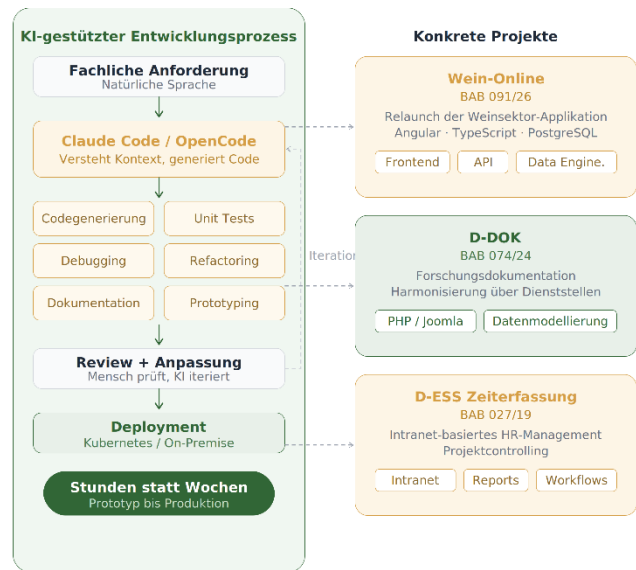 KI-gestützter Entwicklungsprozess
Fachliche Anforderung
Natürliche Sprache
Claude Code / OpenCode
Versteht Kontext, generiert Code
Codegenerierung
Unit Tests
Debugging
Refactoring
Dokumentation
Prototyping
Iteration
Review + Anpassung
Mensch prüft, KI iteriert
Deployment
Kubernetes / On-Premise
Stunden statt Wochen
Prototyp bis Produktion
Konkrete Projekte
Wein-Online
BAB 091/26
Relaunch der Weinsektor-Applikation
Angular · TypeScript · PostgreSQL
Frontend
API
Data Engine.
D-DOK
BAB 074/24
Forschungsdokumentation
Harmonisierung über Dienststellen
PHP / Joomla
Datenmodellierung
D-ESS Zeiterfassung
BAB 027/19
Intranet-basiertes HR-Management
Projektcontrolling
Intranet
Reports
Workflows